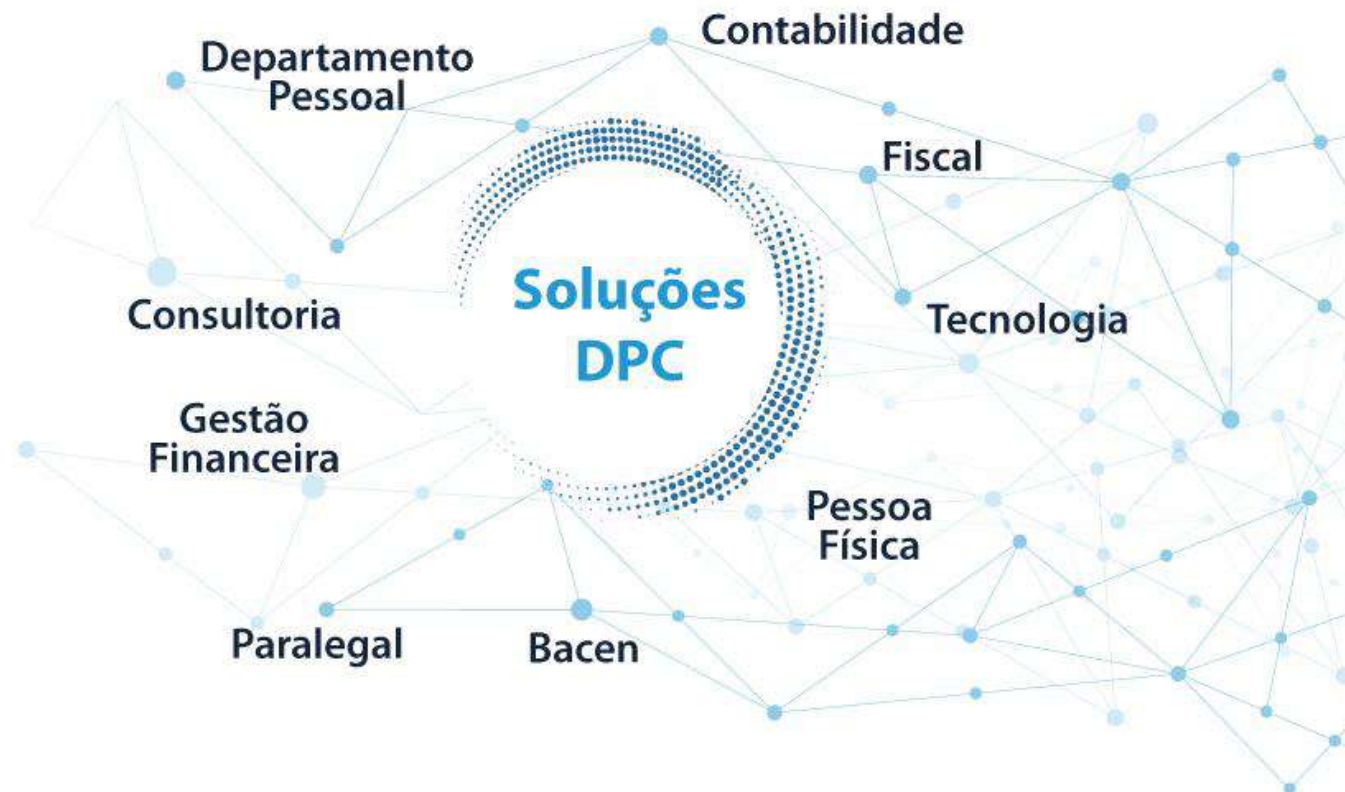 Contabilidade
Departamento
Pessoal
Fiscal
Soluções
DPC
Consultoria
Tecnologia
Gestão
Financeira
Pessoa
Física
Paralegal
Bacen